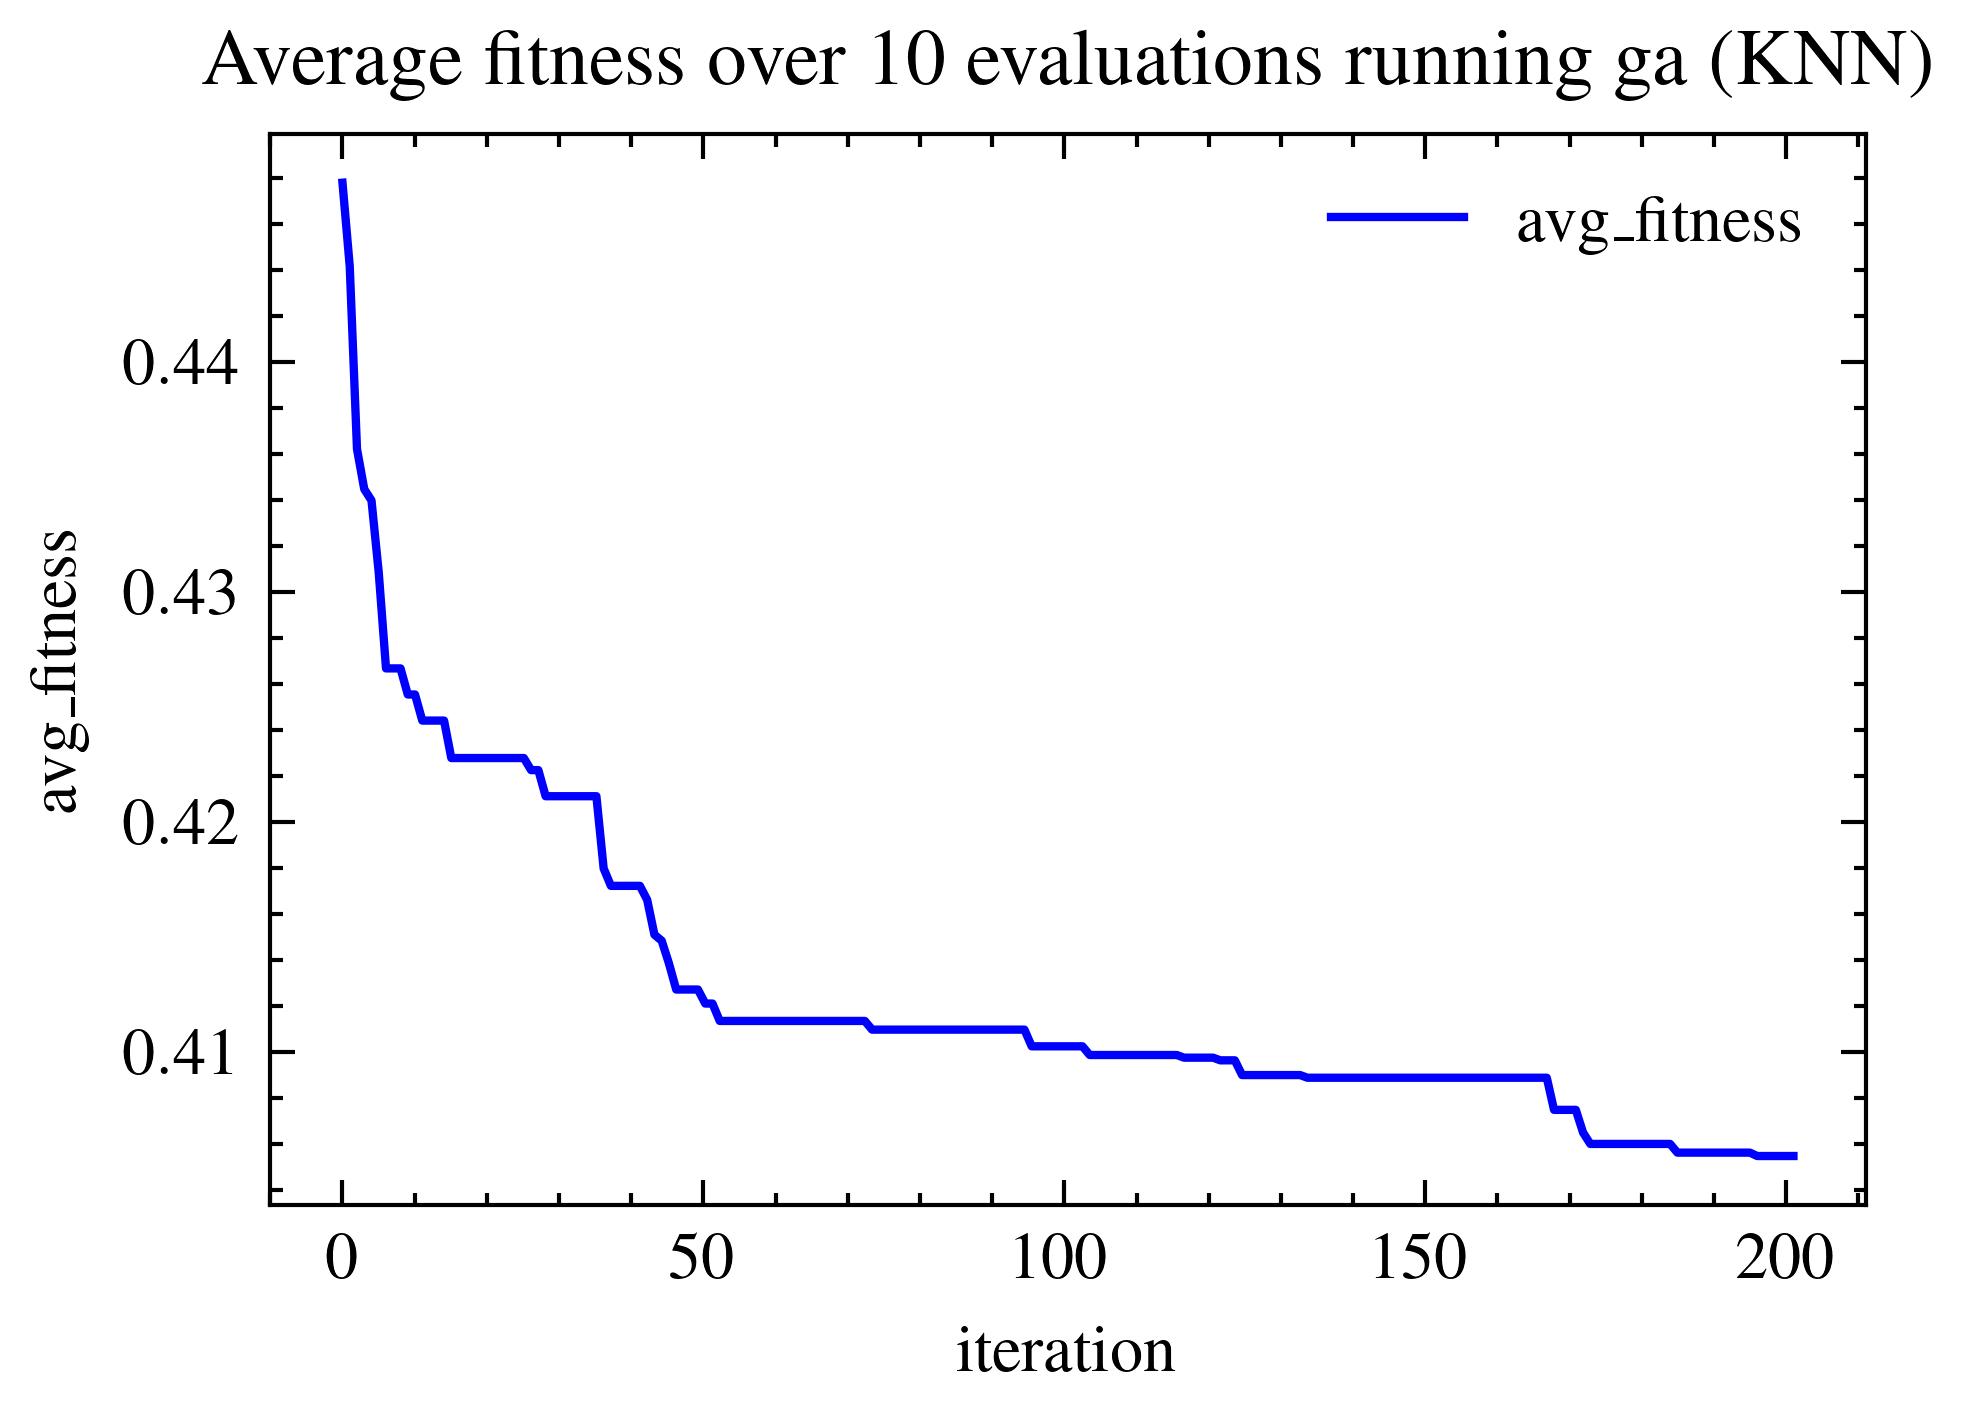 Average fitness over 10 evaluations running ga (KNN)
avg_fitness
0.44
0.43
0.42
0.41
avg_fitness
0 50 100 150 200
iteration